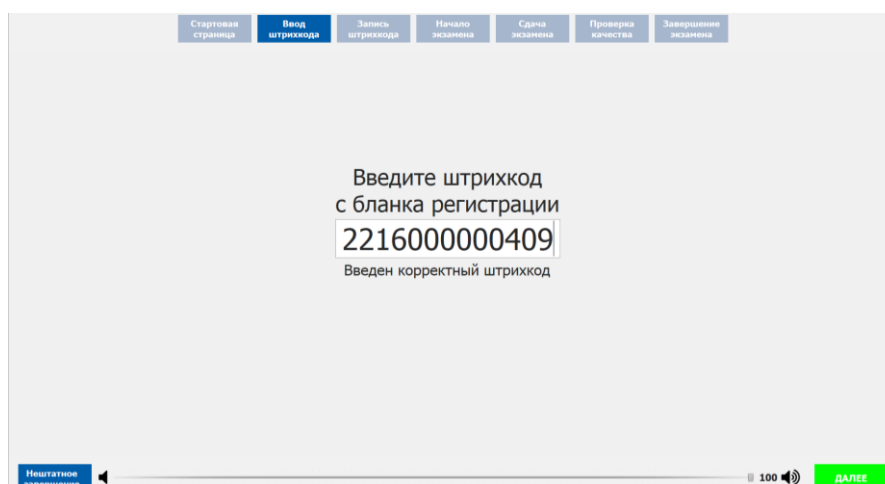 Стартовая
страница
Ввод
штрихкода
Запись
штрихкода
Начало
экзамена
Сдача
экзамена
Проверка
качества
Завершение
экзамена
Введите штрихкод
с бланка регистрации
2216000000409
Введен корректный штрихкод
Нештатное
завершение
100
ДАЛЕЕ